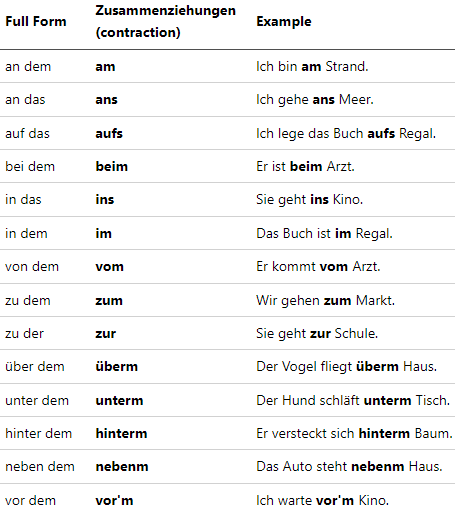 Full Form Zusammenziehungen (contraction) Example
an dem am Ich bin am Strand.
an das ans Ich gehe ans Meer.
auf das aufs Ich lege das Buch aufs Regal.
bei dem beim Er ist beim Arzt.
in das ins Sie geht ins Kino.
in dem im Das Buch ist im Regal.
von dem vom Er kommt vom Arzt.
zu dem zum Wir gehen zum Markt.
zu der zur Sie geht zur Schule.
über dem überm Der Vogel fliegt überm Haus.
unter dem unterm Der Hund schläft unterm Tisch.
hinter dem hinterm Er versteckt sich hinterm Baum.
neben dem nebenm Das Auto steht nebenm Haus.
vor dem vor'm Ich warte vor'm Kino.